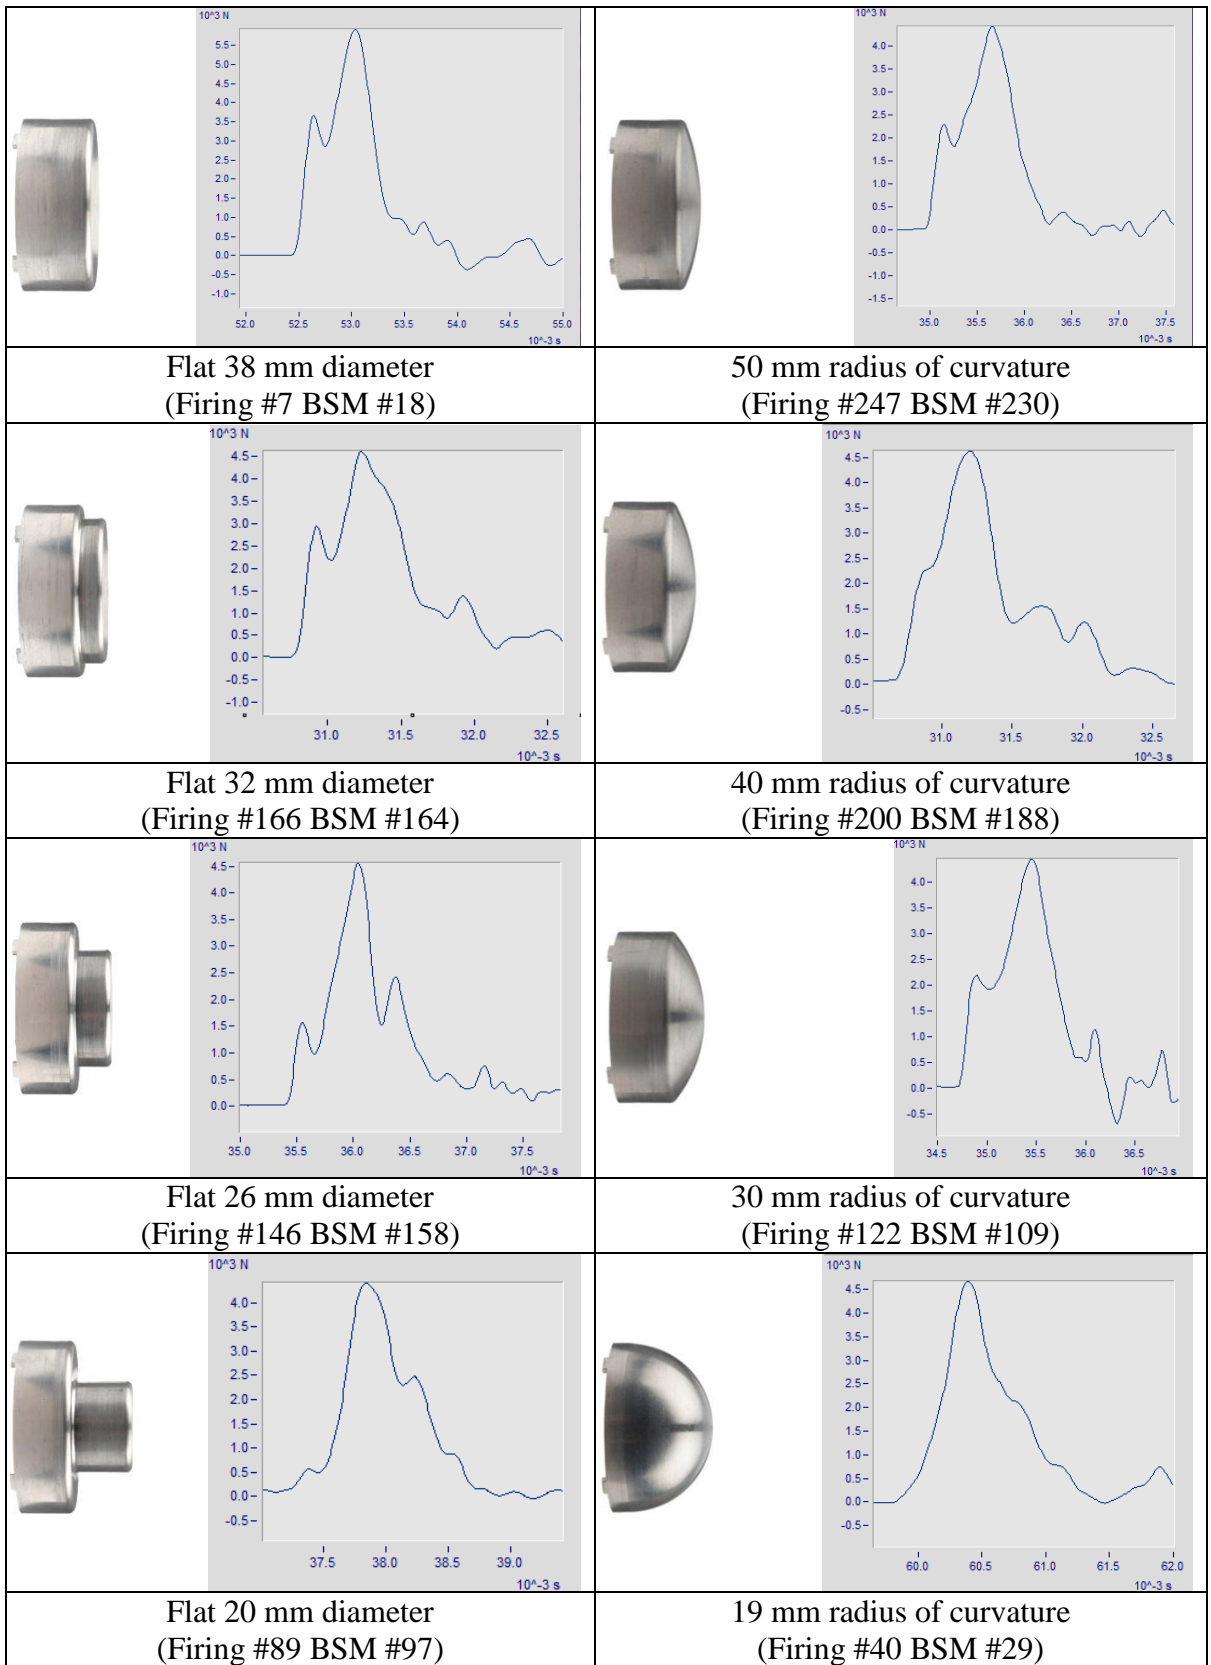 10^3 N
5.5
5.0
4.5
4.0
3.5
3.0
2.5
2.0
1.5
1.0
0.5
0.0
-0.5
-1.0
52.0 52.5 53.0 53.5 54.0 54.5 55.0
10^-3 s
Flat 38 mm diameter
(Firing #7 BSM #18)
10^3 N
4.0
3.5
3.0
2.5
2.0
1.5
1.0
0.5
0.0
-0.5
-1.0
-1.5
35.0 35.5 36.0 36.5 37.0 37.5
10^-3 s
50 mm radius of curvature
(Firing #247 BSM #230)
10^3 N
4.5
4.0
3.5
3.0
2.5
2.0
1.5
1.0
0.5
0.0
-0.5
-1.0
31.0 31.5 32.0 32.5
10^-3 s
Flat 32 mm diameter
(Firing #166 BSM #164)
10^3 N
4.5
4.0
3.5
3.0
2.5
2.0
1.5
1.0
0.5
0.0
-0.5
31.0 31.5 32.0 32.5
10^-3 s
40 mm radius of curvature
(Firing #200 BSM #188)
10^3 N
4.5
4.0
3.5
3.0
2.5
2.0
1.5
1.0
0.5
0.0
35.0 35.5 36.0 36.5 37.0 37.5
10^-3 s
Flat 26 mm diameter
(Firing #146 BSM #158)
10^3 N
4.0
3.5
3.0
2.5
2.0
1.5
1.0
0.5
0.0
-0.5
34.5 35.0 35.5 36.0 36.5
10^-3 s
30 mm radius of curvature
(Firing #122 BSM #109)
10^3 N
4.0
3.5
3.0
2.5
2.0
1.5
1.0
0.5
0.0
-0.5
37.5 38.0 38.5 39.0
10^-3 s
Flat 20 mm diameter
(Firing #89 BSM #97)
10^3 N
4.5
4.0
3.5
3.0
2.5
2.0
1.5
1.0
0.5
0.0
-0.5
60.0 60.5 61.0 61.5 62.0
10^-3 s
19 mm radius of curvature
(Firing #40 BSM #29)